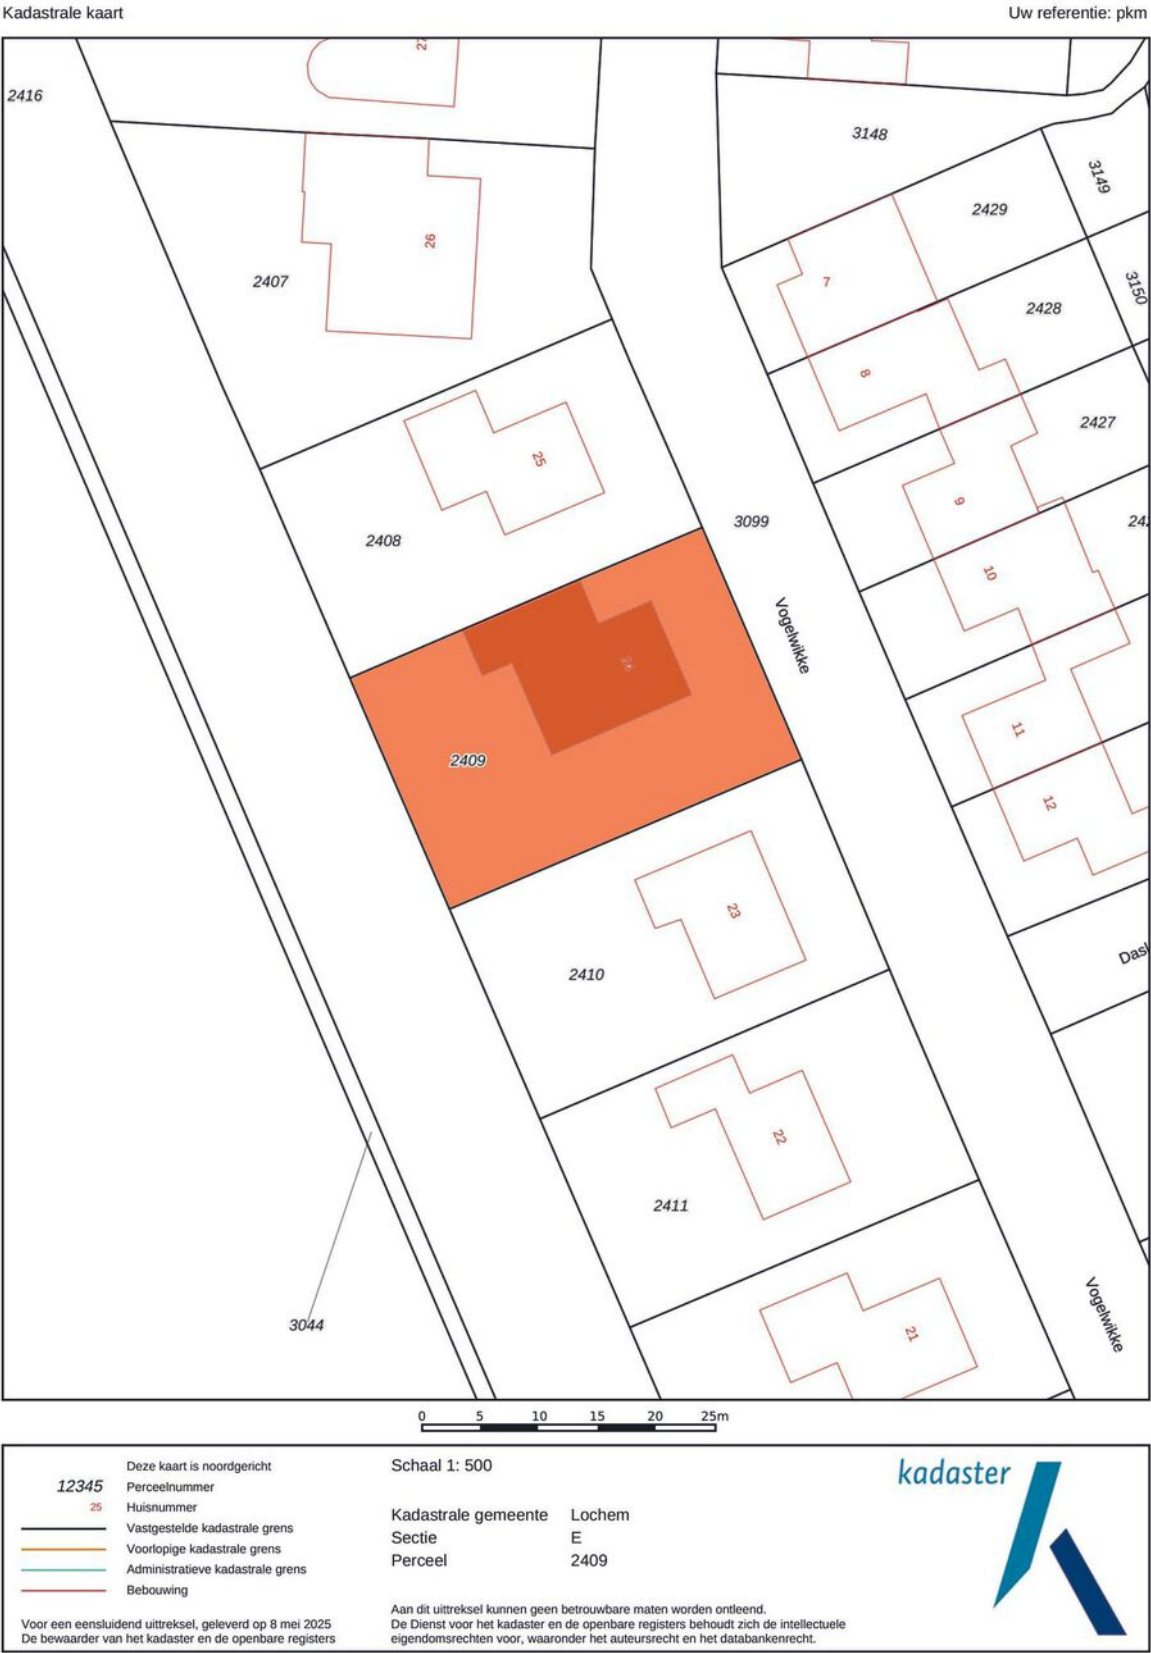 Kadastrale kaart
Uw referentie: pkm
2416
27
3148
3149
2429
26
2407
7
3150
2428
8
2427
25
9
3099
2408
10
Vogelwikke
24
11
2409
12
23
Dasl
2410
22
2411
Vogelwikke
3044
21
0 5 10 15 20 25m
Deze kaart is noordgericht
12345 Perceelnummer
25 Huisnummer
Vastgestelde kadastrale grens
Voorlopige kadastrale grens
Administratieve kadastrale grens
Bebouwing
Voor een eensluidend uittreksel, geleverd op 8 mei 2025
De bewaarder van het kadaster en de openbare registers
Schaal 1: 500
Kadastrale gemeente Lochem
Sectie E
Perceel 2409
Aan dit uittreksel kunnen geen betrouwbare maten worden ontleend.
De Dienst voor het kadaster en de openbare registers behoudt zich de intellectuele
eigendomsrechten voor, waaronder het auteursrecht en het databankenrecht.
kadaster